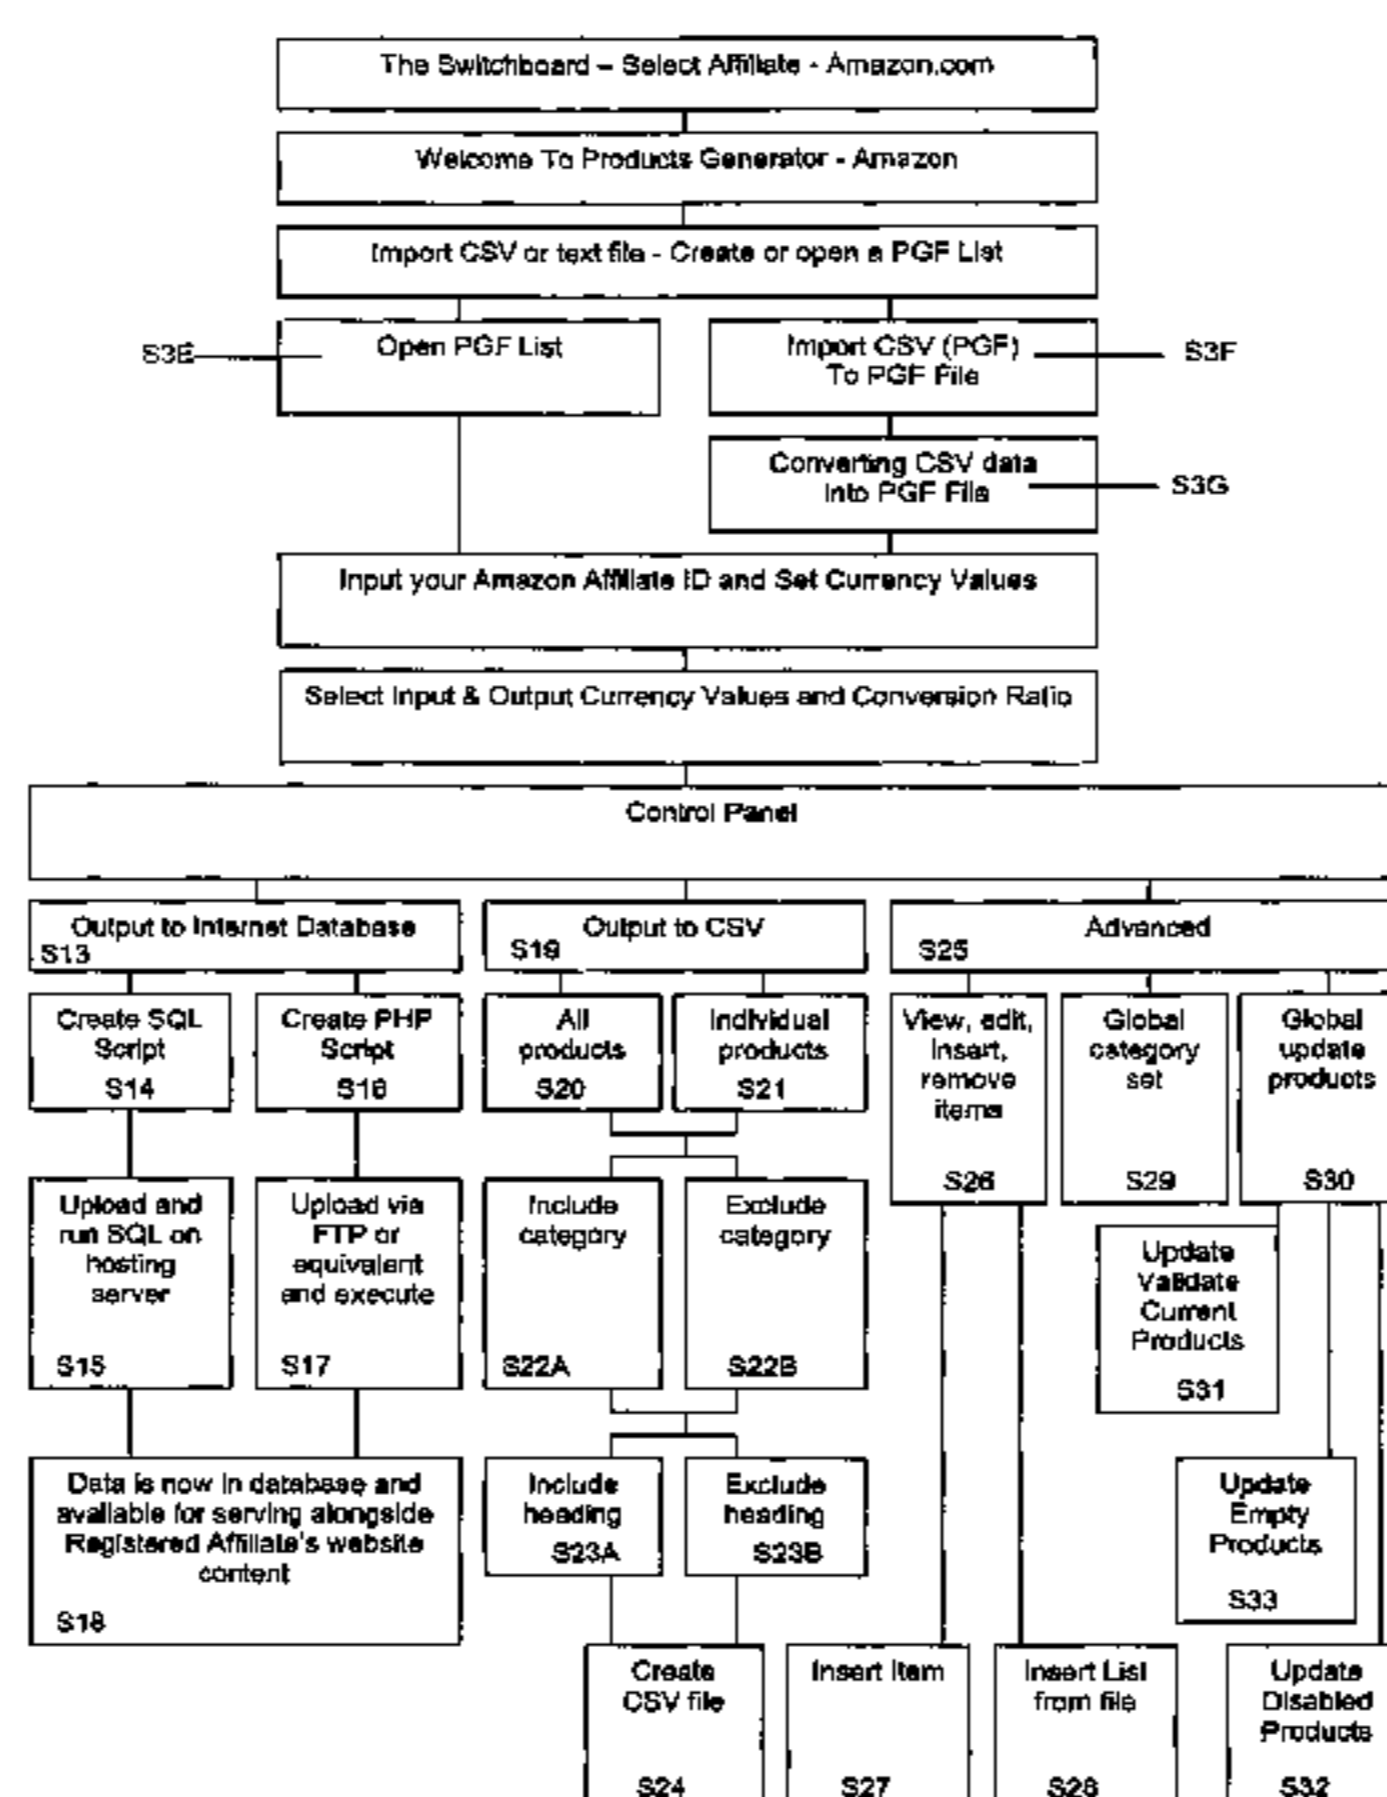 The Switchboard – Select Affiliate - Amazon.com
Welcome To Products Generator - Amazon
Import CSV or text file - Create or open a PGF List
S3E
Open PGF List
Import CSV (PGF)
To PGF File
S3F
Converting CSV data
into PGF File
S3G
Input your Amazon Affiliate ID and Set Currency Values
Select Input & Output Currency Values and Conversion Ratio
Control Panel
Output to Internet Database
S13
Output to CSV
S19
Advanced
S25
Create SQL
Script
S14
Create PHP
Script
S16
All
products
S20
Individual
products
S21
View, edit,
insert,
remove
items
S26
Global
category
set
S29
Global
update
products
S30
Upload and
run SQL on
hosting
server
S15
Upload via
FTP or
equivalent
and execute
S17
Include
category
S22A
Exclude
category
S22B
Update
Validate
Current
Products
S31
Data is now in database and
available for serving alongside
Registered Affiliate's website
content
S18
Include
heading
S23A
Exclude
heading
S23B
Update
Empty
Products
S33
Create
CSV file
S24
Insert Item
S27
Insert List
from file
S28
Update
Disabled
Products
S32